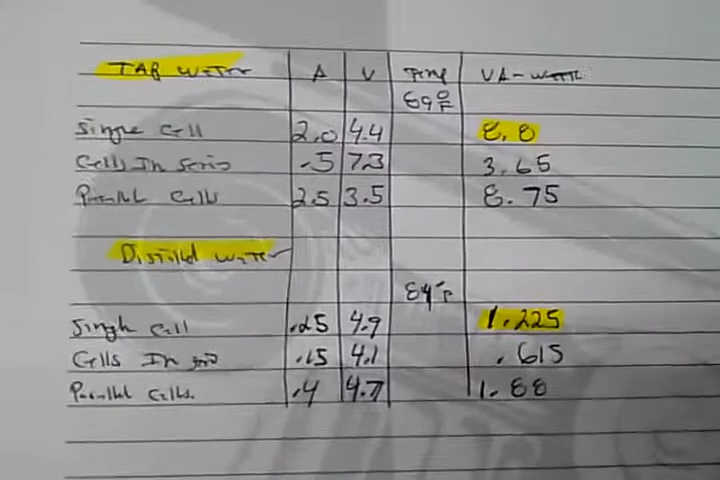 TAP Water A V Temp VA-Watts
69°F
Single Cell 2.0 4.4 8.8
Cells In Series .5 7.3 3.65
Parallel Cells 2.5 3.5 8.75
Distilled water
84°F
Single Cell .25 4.9 1.225
Cells In Series .15 4.1 .615
Parallel Cells. .4 4.7 1.88